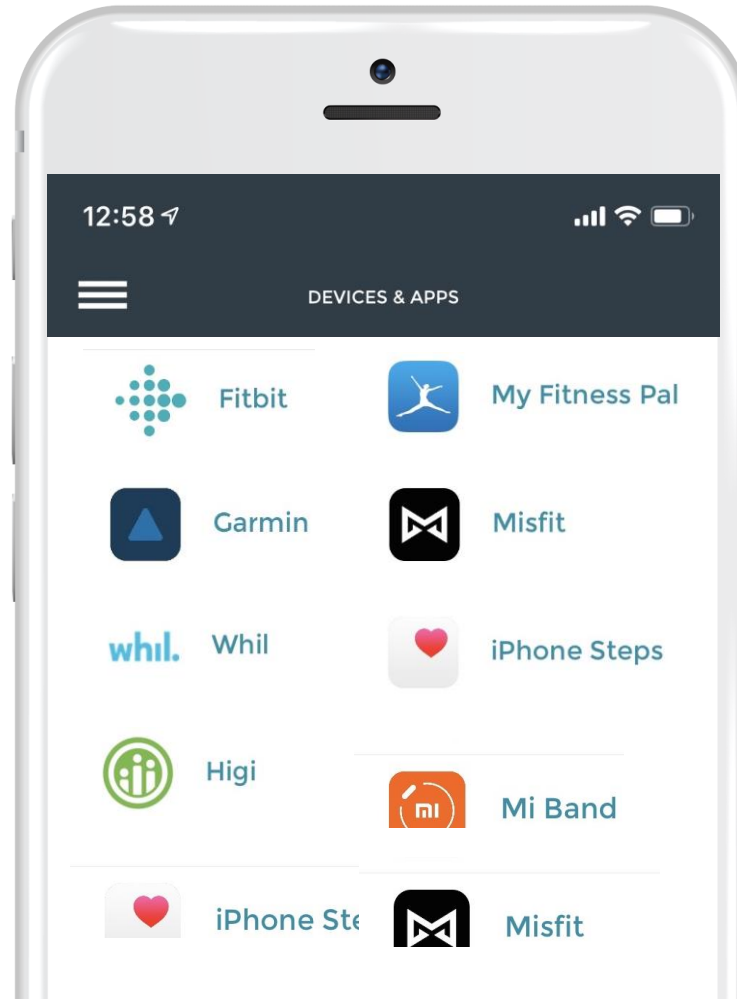 12:58
DEVICES & APPS
Fitbit
My Fitness Pal
Garmin
Misfit
whil.
Whil
iPhone Steps
Higi
mi
Mi Band
iPhone Ste
Misfit